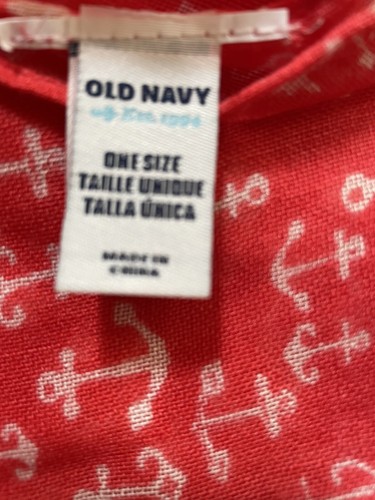 OLD NAVY
Est. 1994
ONE SIZE
TAILLE UNIQUE
TALLA ÚNICA
MADE IN
CHINA